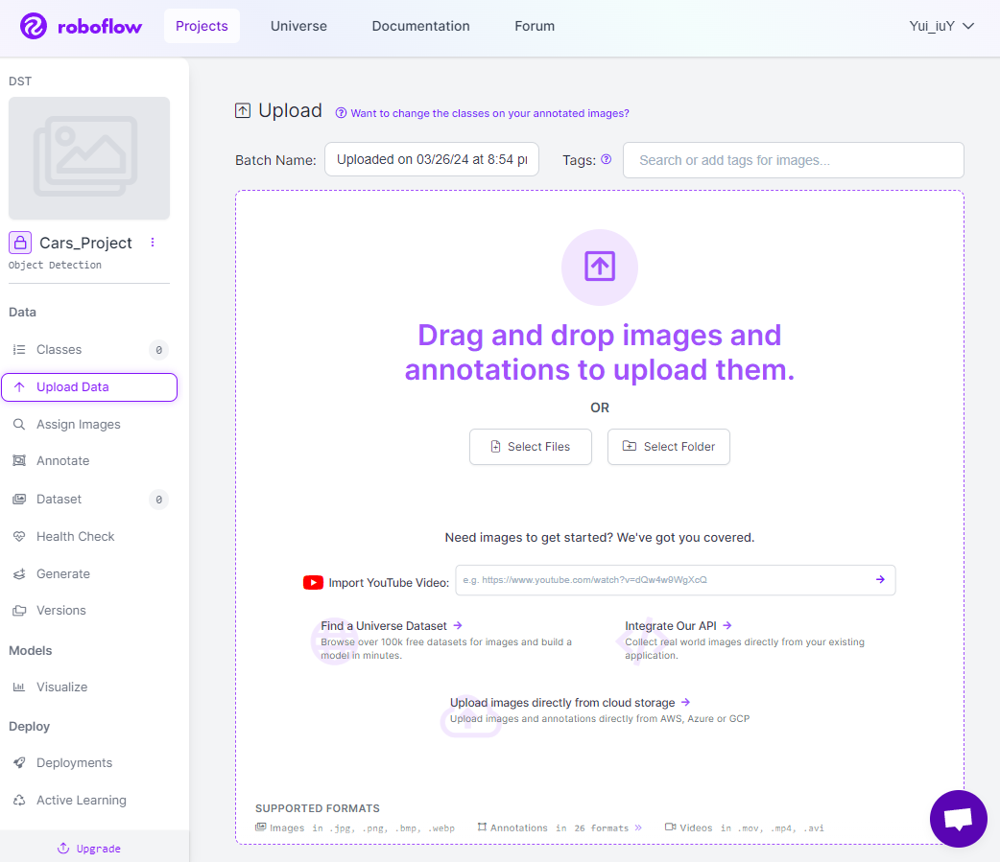 roboflow
Projects
Universe
Documentation
Forum
Yui_iuY
DST
Cars_Project
Object Detection
Data
Classes 0
Upload Data
Assign Images
Annotate
Dataset 0
Health Check
Generate
Versions
Models
Visualize
Deploy
Deployments
Active Learning
Upgrade
Upload
Want to change the classes on your annotated images?
Batch Name: Uploaded on 03/26/24 at 8:54 p
Tags: Search or add tags for images...
Drag and drop images and
annotations to upload them.
OR
Select Files
Select Folder
Need images to get started? We've got you covered.
Import YouTube Video: e.g. https://www.youtube.com/watch?v=dQw4w9WgXcQ
Find a Universe Dataset
Browse over 100k free datasets for images and build a
model in minutes.
Integrate Our API
Collect real world images directly from your existing
application.
Upload images directly from cloud storage
Upload images and annotations directly from AWS, Azure or GCP
SUPPORTED FORMATS
Images in .jpg, .png, .bmp, .webp
Annotations in 26 formats »
Videos in .mov, .mp4, .avi